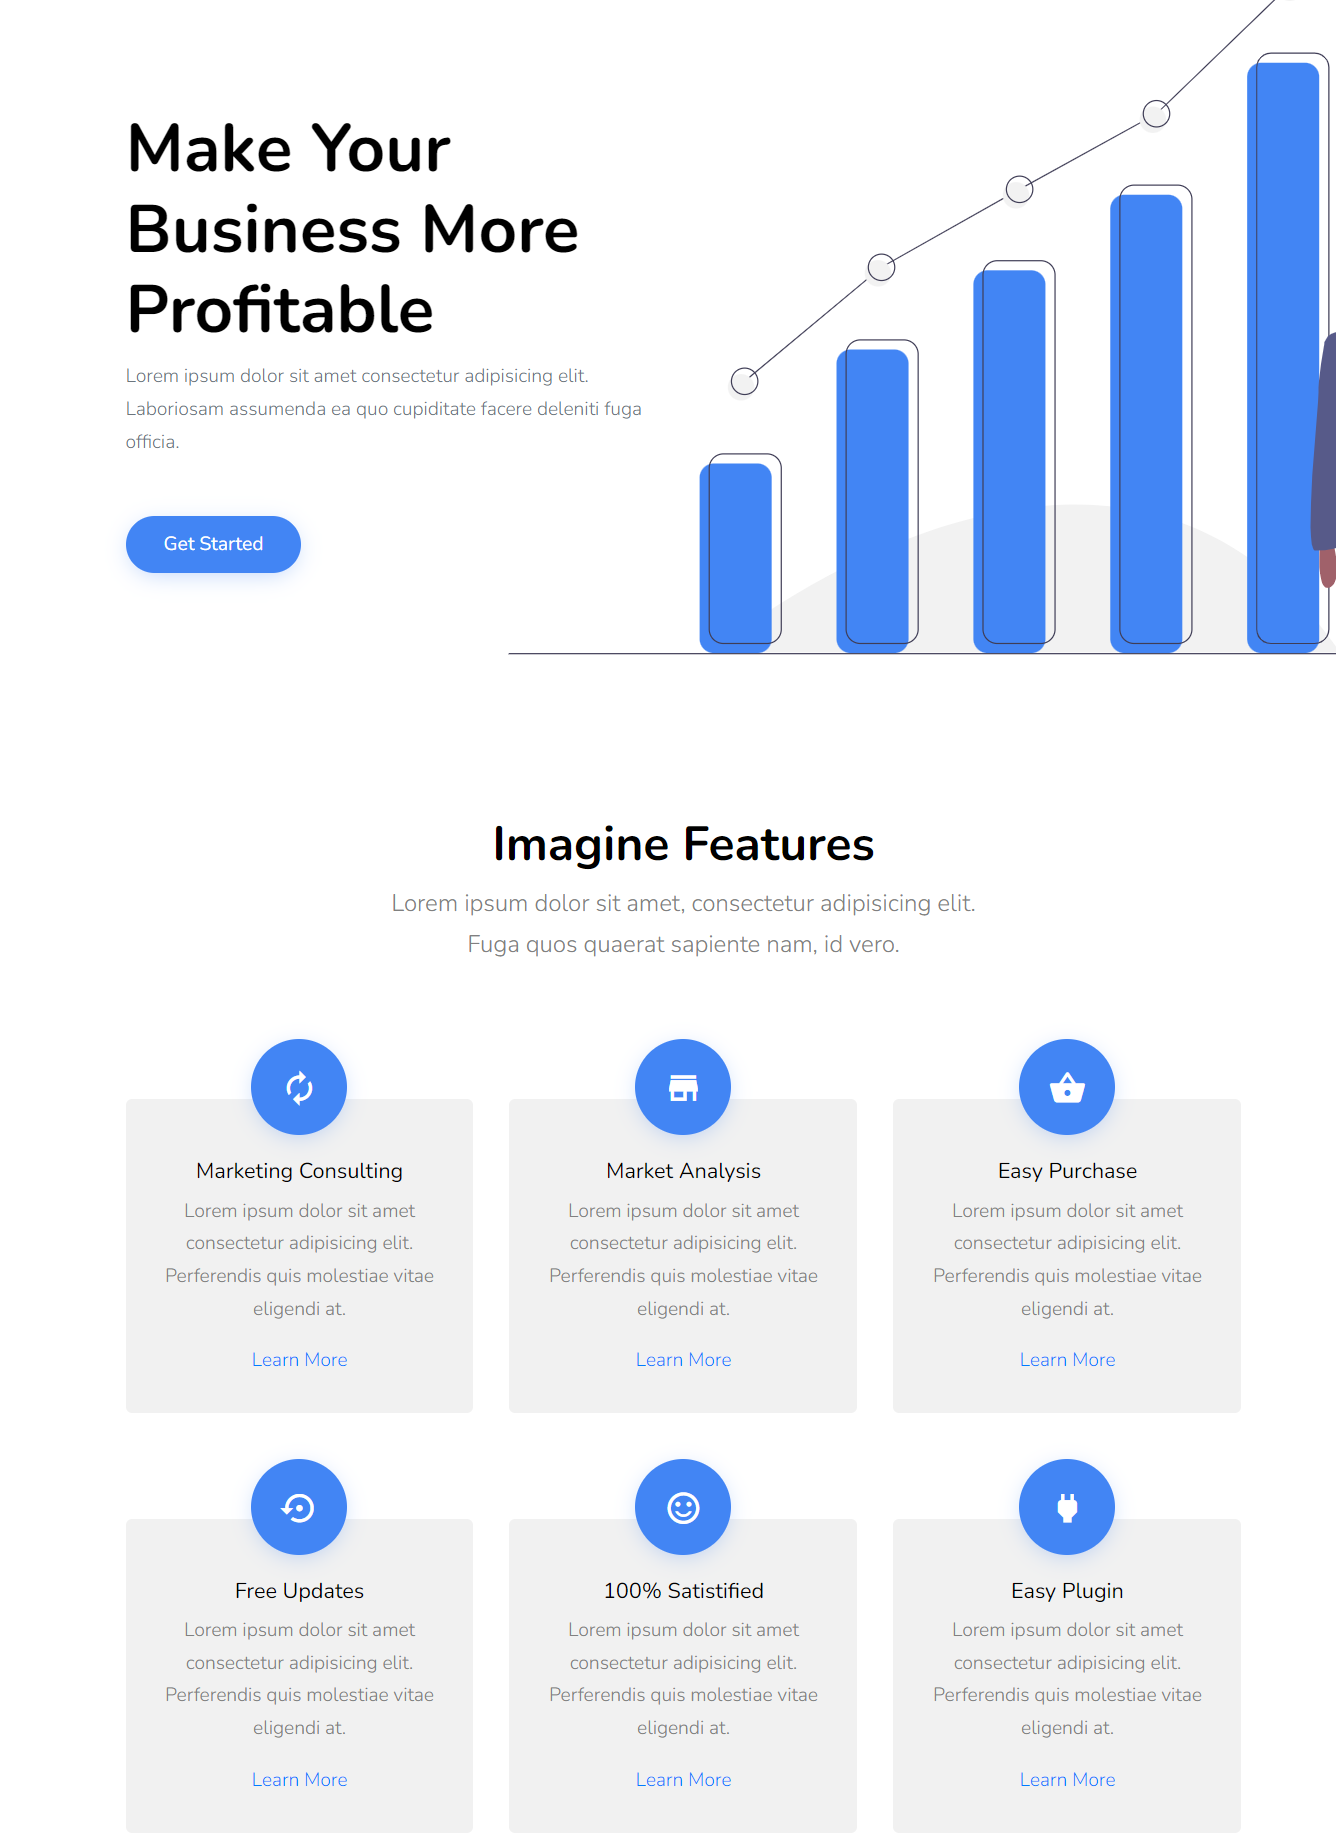 Make Your
Business More
Profitable
Lorem ipsum dolor sit amet consectetur adipisicing elit.
Laboriosam assumenda ea quo cupiditate facere deleniti fuga
officia.
Get Started
Imagine Features
Lorem ipsum dolor sit amet, consectetur adipisicing elit.
Fuga quos quaerat sapiente nam, id vero.
Marketing Consulting
Lorem ipsum dolor sit amet
consectetur adipisicing elit.
Perferendis quis molestiae vitae
eligendi at.
Learn More
Market Analysis
Lorem ipsum dolor sit amet
consectetur adipisicing elit.
Perferendis quis molestiae vitae
eligendi at.
Learn More
Easy Purchase
Lorem ipsum dolor sit amet
consectetur adipisicing elit.
Perferendis quis molestiae vitae
eligendi at.
Learn More
Free Updates
Lorem ipsum dolor sit amet
consectetur adipisicing elit.
Perferendis quis molestiae vitae
eligendi at.
Learn More
100% Satistified
Lorem ipsum dolor sit amet
consectetur adipisicing elit.
Perferendis quis molestiae vitae
eligendi at.
Learn More
Easy Plugin
Lorem ipsum dolor sit amet
consectetur adipisicing elit.
Perferendis quis molestiae vitae
eligendi at.
Learn More